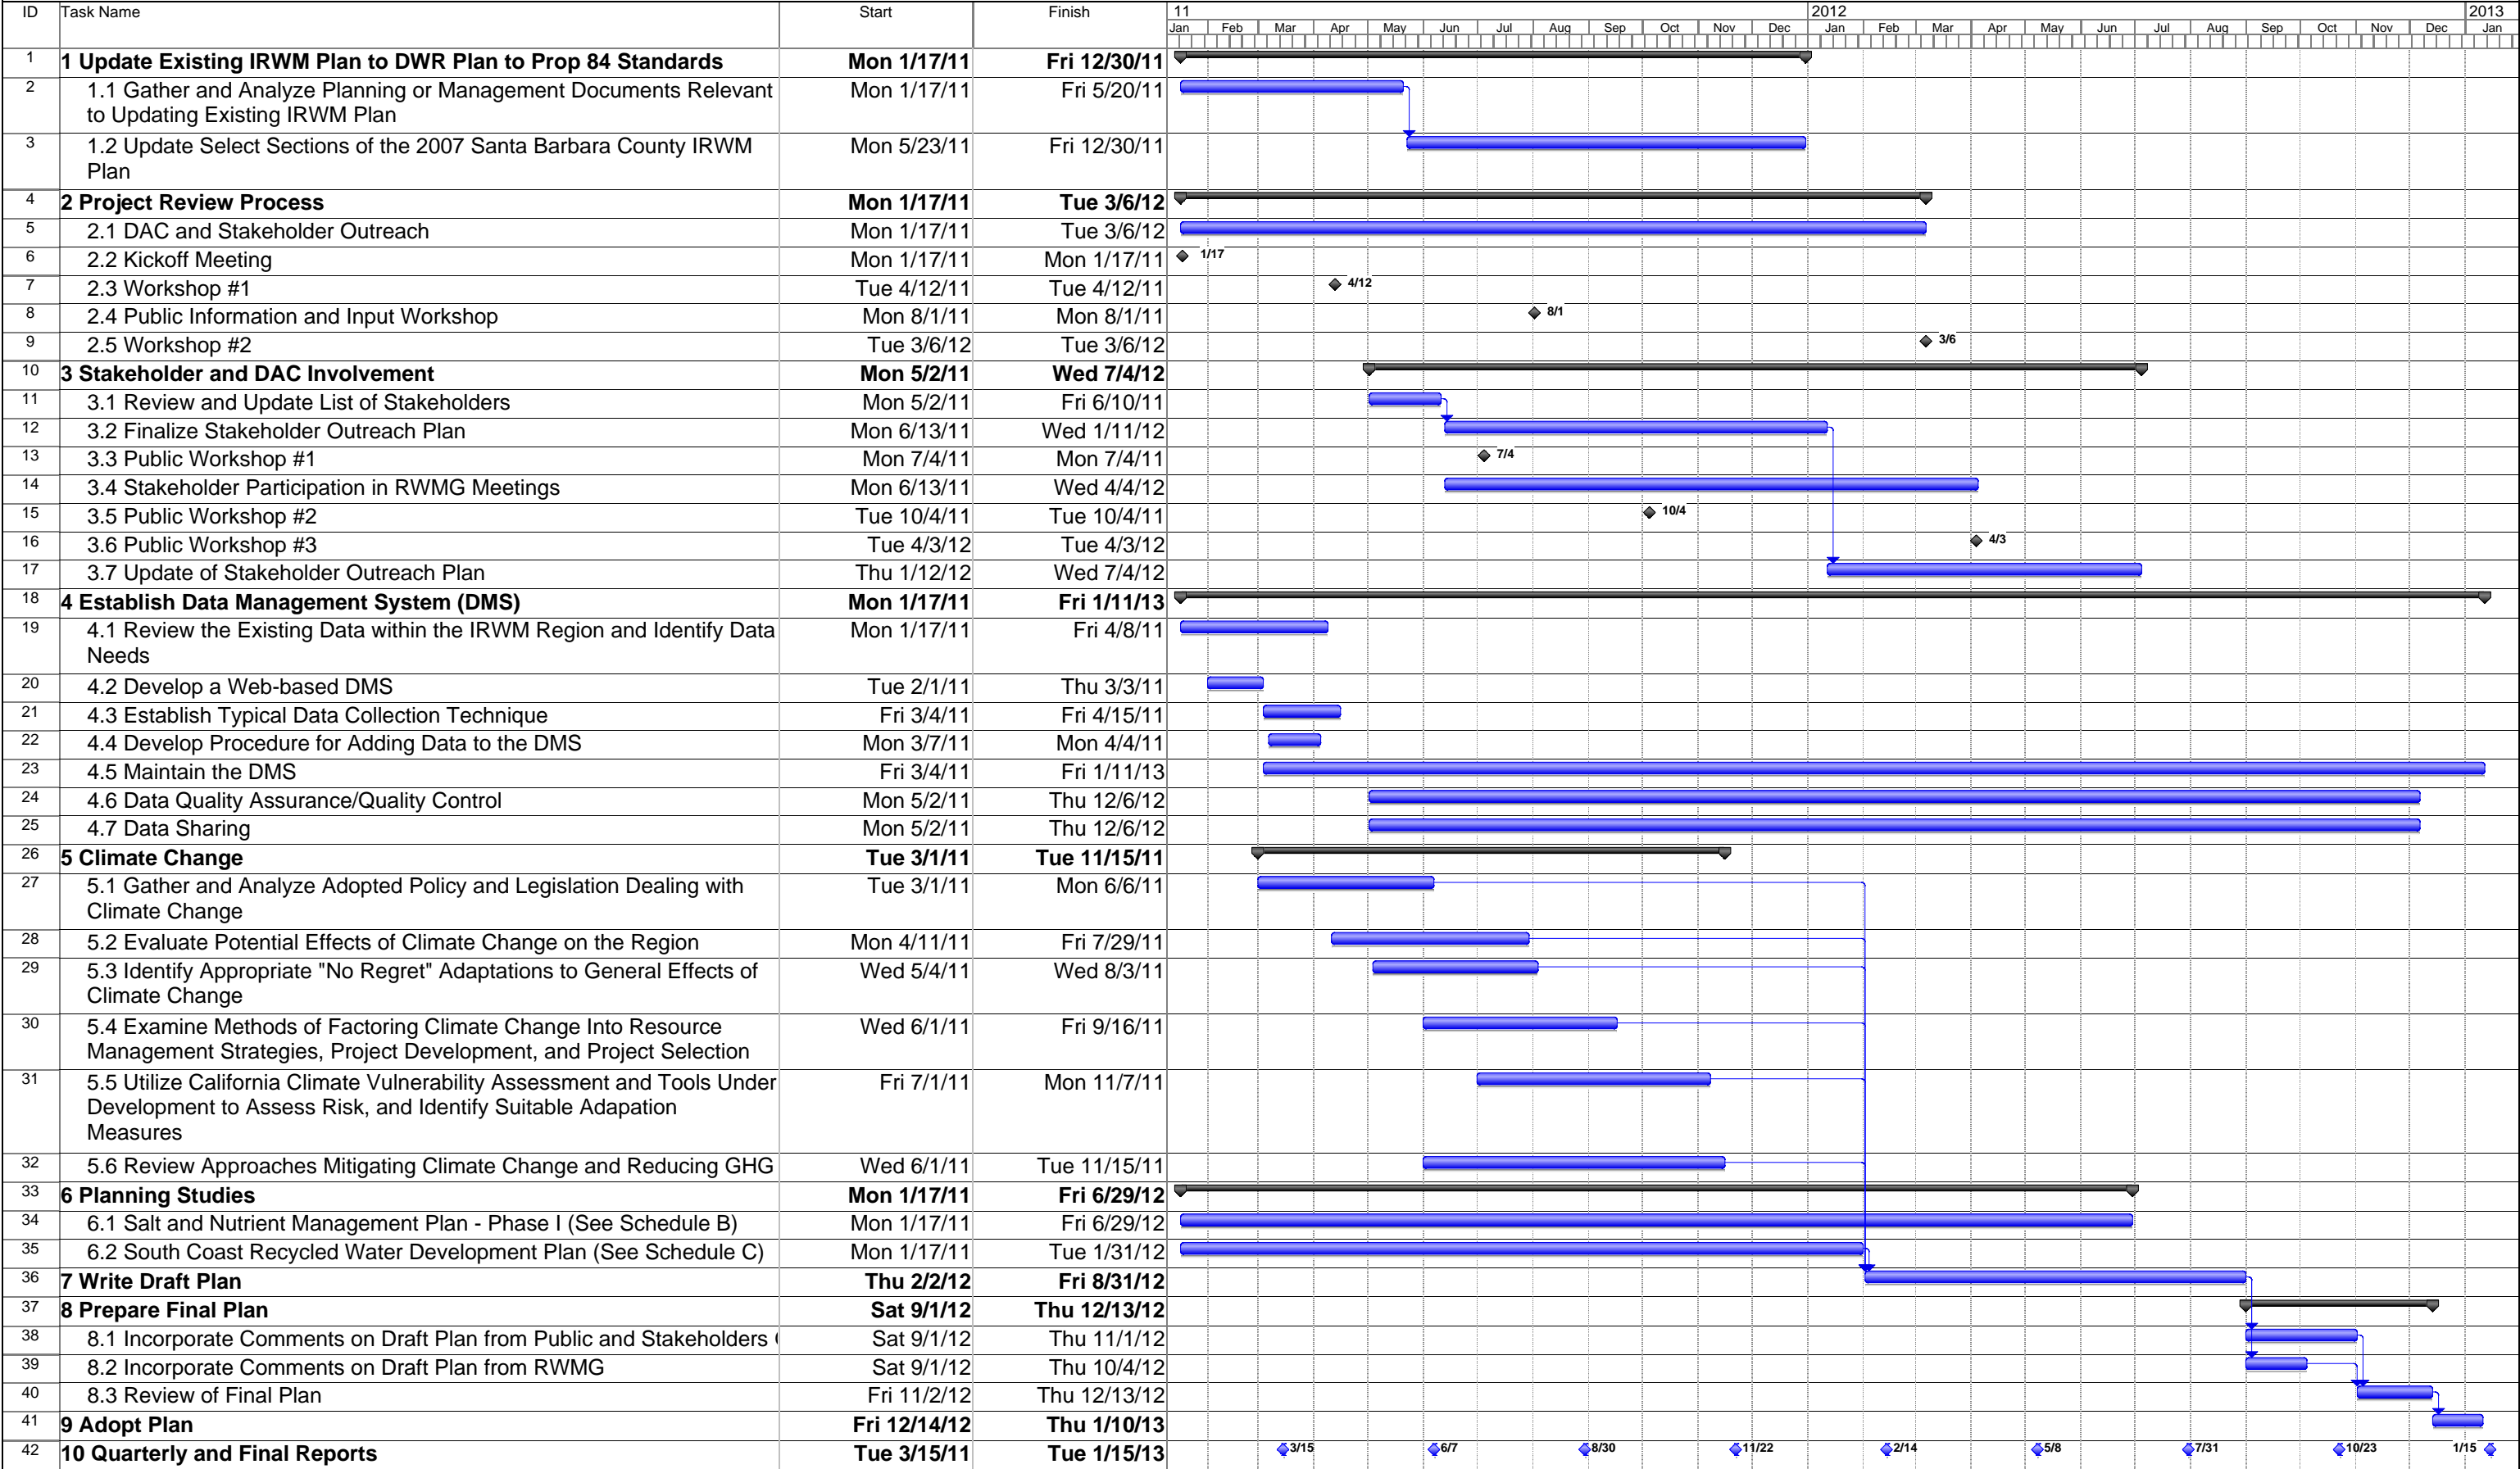 ID Task Name Start Finish 11 2012 2013
Jan Feb Mar Apr May Jun Jul Aug Sep Oct Nov Dec Jan Feb Mar Apr May Jun Jul Aug Sep Oct Nov Dec Jan
1 1 Update Existing IRWM Plan to DWR Plan to Prop 84 Standards Mon 1/17/11 Fri 12/30/11
2 1.1 Gather and Analyze Planning or Management Documents Relevant Mon 1/17/11 Fri 5/20/11
to Updating Existing IRWM Plan
3 1.2 Update Select Sections of the 2007 Santa Barbara County IRWM Mon 5/23/11 Fri 12/30/11
Plan
4 2 Project Review Process Mon 1/17/11 Tue 3/6/12
5 2.1 DAC and Stakeholder Outreach Mon 1/17/11 Tue 3/6/12
6 2.2 Kickoff Meeting Mon 1/17/11 Mon 1/17/11 1/17
7 2.3 Workshop #1 Tue 4/12/11 Tue 4/12/11 4/12
8 2.4 Public Information and Input Workshop Mon 8/1/11 Mon 8/1/11 8/1
9 2.5 Workshop #2 Tue 3/6/12 Tue 3/6/12 3/6
10 3 Stakeholder and DAC Involvement Mon 5/2/11 Wed 7/4/12
11 3.1 Review and Update List of Stakeholders Mon 5/2/11 Fri 6/10/11
12 3.2 Finalize Stakeholder Outreach Plan Mon 6/13/11 Wed 1/11/12
13 3.3 Public Workshop #1 Mon 7/4/11 Mon 7/4/11 7/4
14 3.4 Stakeholder Participation in RWMG Meetings Mon 6/13/11 Wed 4/4/12
15 3.5 Public Workshop #2 Tue 10/4/11 Tue 10/4/11 10/4
16 3.6 Public Workshop #3 Tue 4/3/12 Tue 4/3/12 4/3
17 3.7 Update of Stakeholder Outreach Plan Thu 1/12/12 Wed 7/4/12
18 4 Establish Data Management System (DMS) Mon 1/17/11 Fri 1/11/13
19 4.1 Review the Existing Data within the IRWM Region and Identify Data Mon 1/17/11 Fri 4/8/11
Needs
20 4.2 Develop a Web-based DMS Tue 2/1/11 Thu 3/3/11
21 4.3 Establish Typical Data Collection Technique Fri 3/4/11 Fri 4/15/11
22 4.4 Develop Procedure for Adding Data to the DMS Mon 3/7/11 Mon 4/4/11
23 4.5 Maintain the DMS Fri 3/4/11 Fri 1/11/13
24 4.6 Data Quality Assurance/Quality Control Mon 5/2/11 Thu 12/6/12
25 4.7 Data Sharing Mon 5/2/11 Thu 12/6/12
26 5 Climate Change Tue 3/1/11 Tue 11/15/11
27 5.1 Gather and Analyze Adopted Policy and Legislation Dealing with Tue 3/1/11 Mon 6/6/11
Climate Change
28 5.2 Evaluate Potential Effects of Climate Change on the Region Mon 4/11/11 Fri 7/29/11
29 5.3 Identify Appropriate "No Regret" Adaptations to General Effects of Wed 5/4/11 Wed 8/3/11
Climate Change
30 5.4 Examine Methods of Factoring Climate Change Into Resource Wed 6/1/11 Fri 9/16/11
Management Strategies, Project Development, and Project Selection
31 5.5 Utilize California Climate Vulnerability Assessment and Tools Under Fri 7/1/11 Mon 11/7/11
Development to Assess Risk, and Identify Suitable Adapation
Measures
32 5.6 Review Approaches Mitigating Climate Change and Reducing GHG Wed 6/1/11 Tue 11/15/11
33 6 Planning Studies Mon 1/17/11 Fri 6/29/12
34 6.1 Salt and Nutrient Management Plan - Phase I (See Schedule B) Mon 1/17/11 Fri 6/29/12
35 6.2 South Coast Recycled Water Development Plan (See Schedule C) Mon 1/17/11 Tue 1/31/12
36 7 Write Draft Plan Thu 2/2/12 Fri 8/31/12
37 8 Prepare Final Plan Sat 9/1/12 Thu 12/13/12
38 8.1 Incorporate Comments on Draft Plan from Public and Stakeholders ( Sat 9/1/12 Thu 11/1/12
39 8.2 Incorporate Comments on Draft Plan from RWMG Sat 9/1/12 Thu 10/4/12
40 8.3 Review of Final Plan Fri 11/2/12 Thu 12/13/12
41 9 Adopt Plan Fri 12/14/12 Thu 1/10/13
42 10 Quarterly and Final Reports Tue 3/15/11 Tue 1/15/13 3/15 6/7 8/30 11/22 2/14 5/8 7/31 10/23 1/15